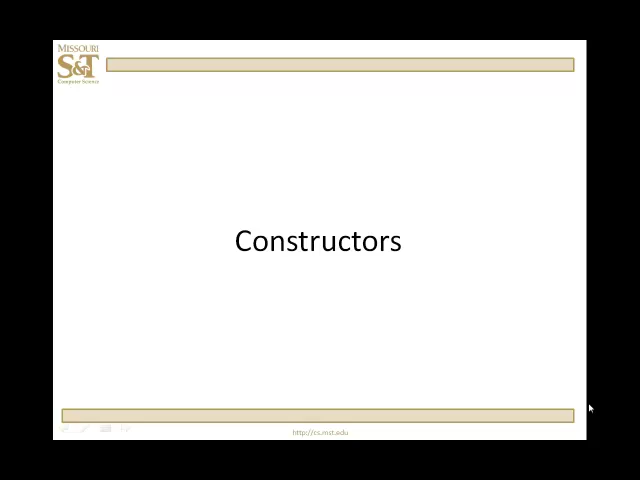 MISSOURI
S&T
Computer Science
Constructors
http://cs.mst.edu